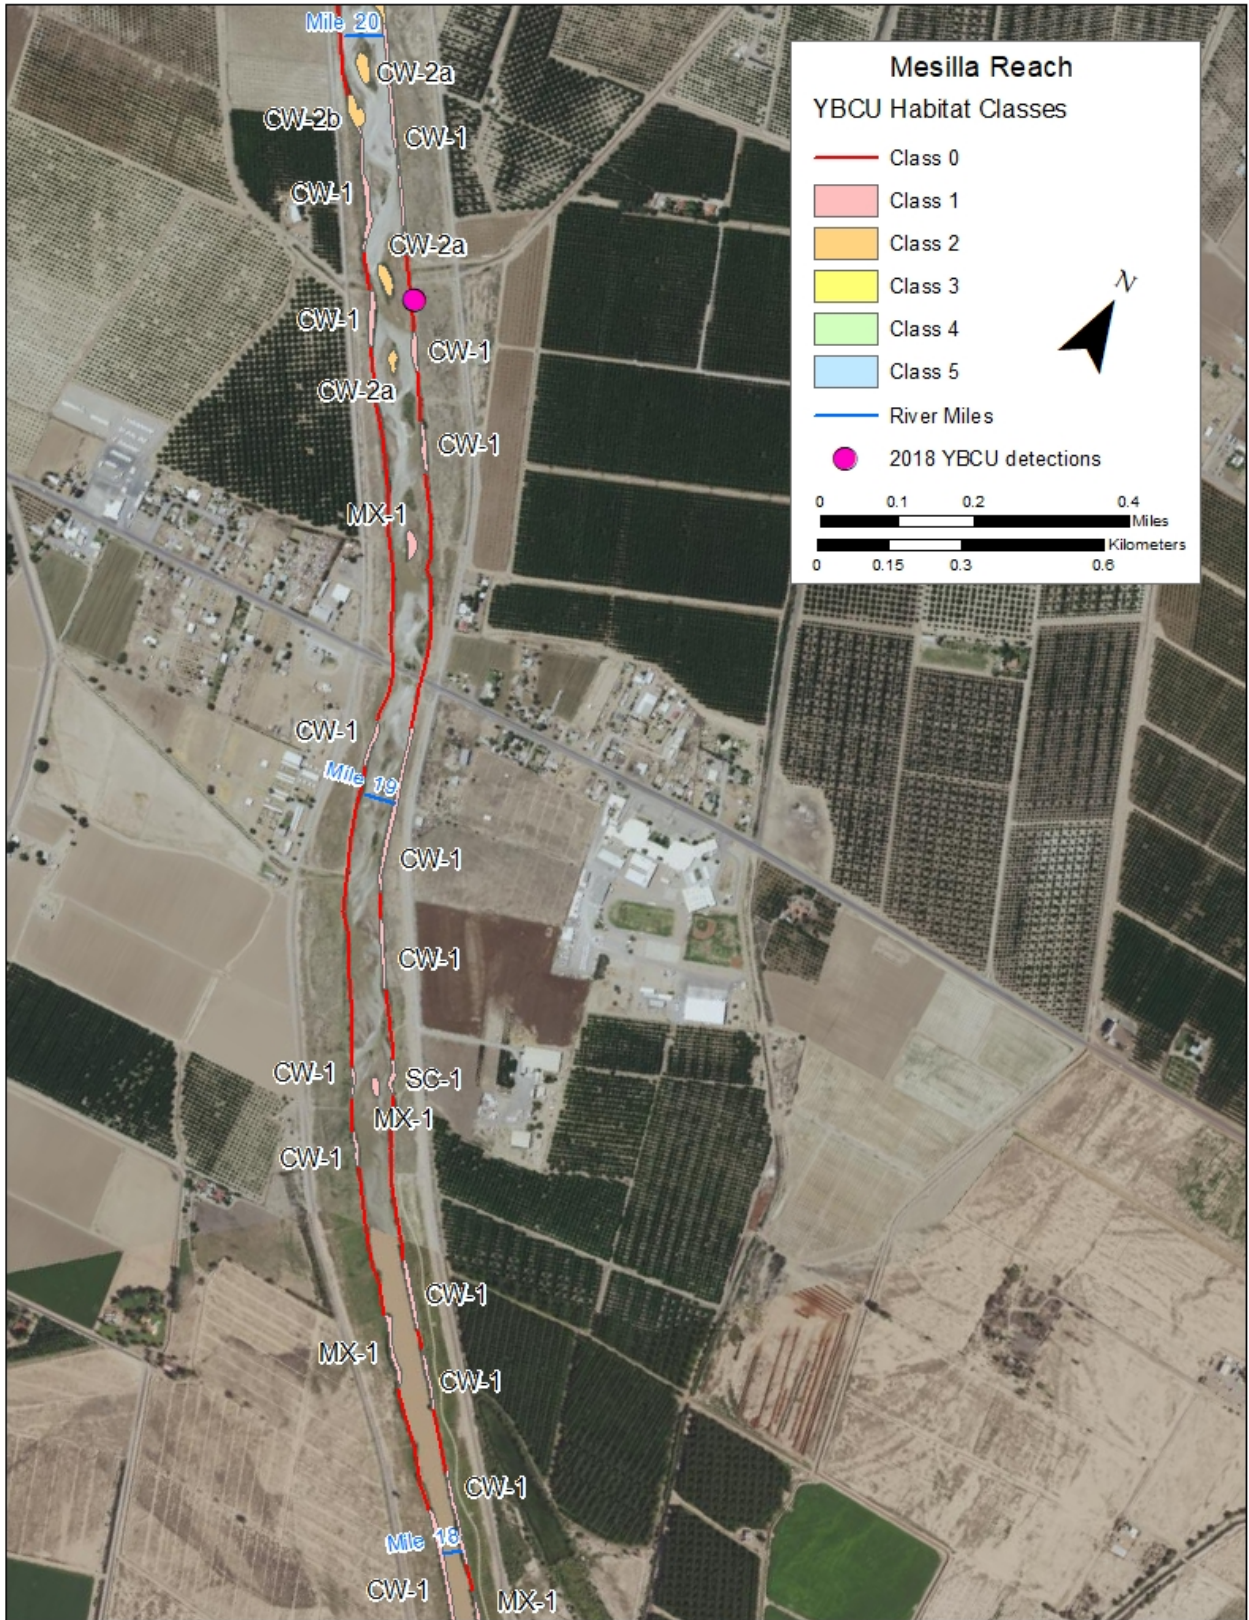 Mile 20
CW-2a
CW-2b
CW-1
CW-1
CW-2a
CW-1
CW-1
CW-2a
CW-1
MX-1
CW-1
Mile 19
CW-1
CW-1
CW-1
SC-1
MX-1
CW-1
CW-1
MX-1
CW-1
CW-1
Mile 18
CW-1
MX-1
Mesilla Reach
YBCU Habitat Classes
Class 0
Class 1
Class 2
Class 3
Class 4
Class 5
River Miles
2018 YBCU detections
N
0 0.1 0.2 0.4
Miles
Kilometers
0 0.15 0.3 0.6